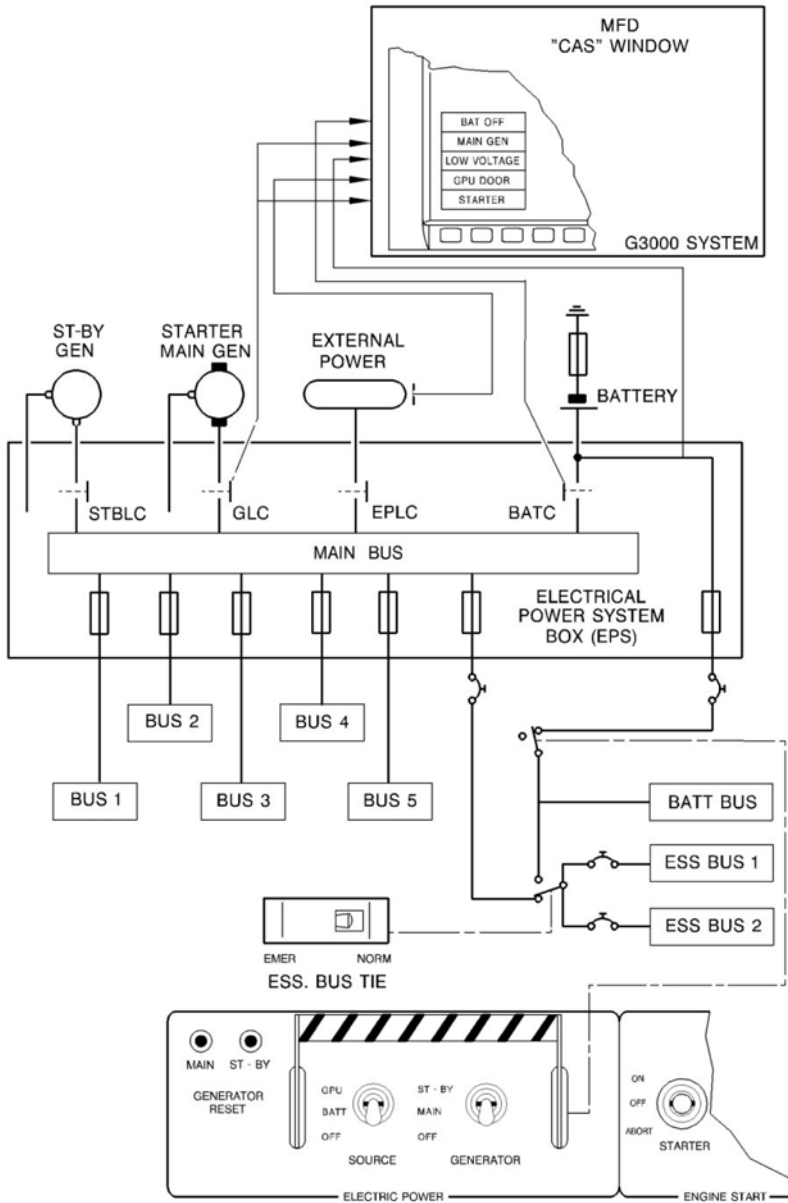 MFD
"CAS" WINDOW
BAT OFF
MAIN GEN
LOW VOLTAGE
GPU DOOR
STARTER
G3000 SYSTEM
ST-BY
GEN
STARTER
MAIN GEN
EXTERNAL
POWER
BATTERY
STBLC
GLC
EPLC
BATC
MAIN BUS
ELECTRICAL
POWER SYSTEM
BOX (EPS)
BUS 2
BUS 4
BUS 1
BUS 3
BUS 5
BATT BUS
ESS BUS 1
ESS BUS 2
EMER
NORM
ESS. BUS TIE
MAIN
ST - BY
GENERATOR
RESET
GPU
BATT
OFF
SOURCE
ST - BY
MAIN
OFF
GENERATOR
ELECTRIC POWER
ON
OFF
ABORT
STARTER
ENGINE START